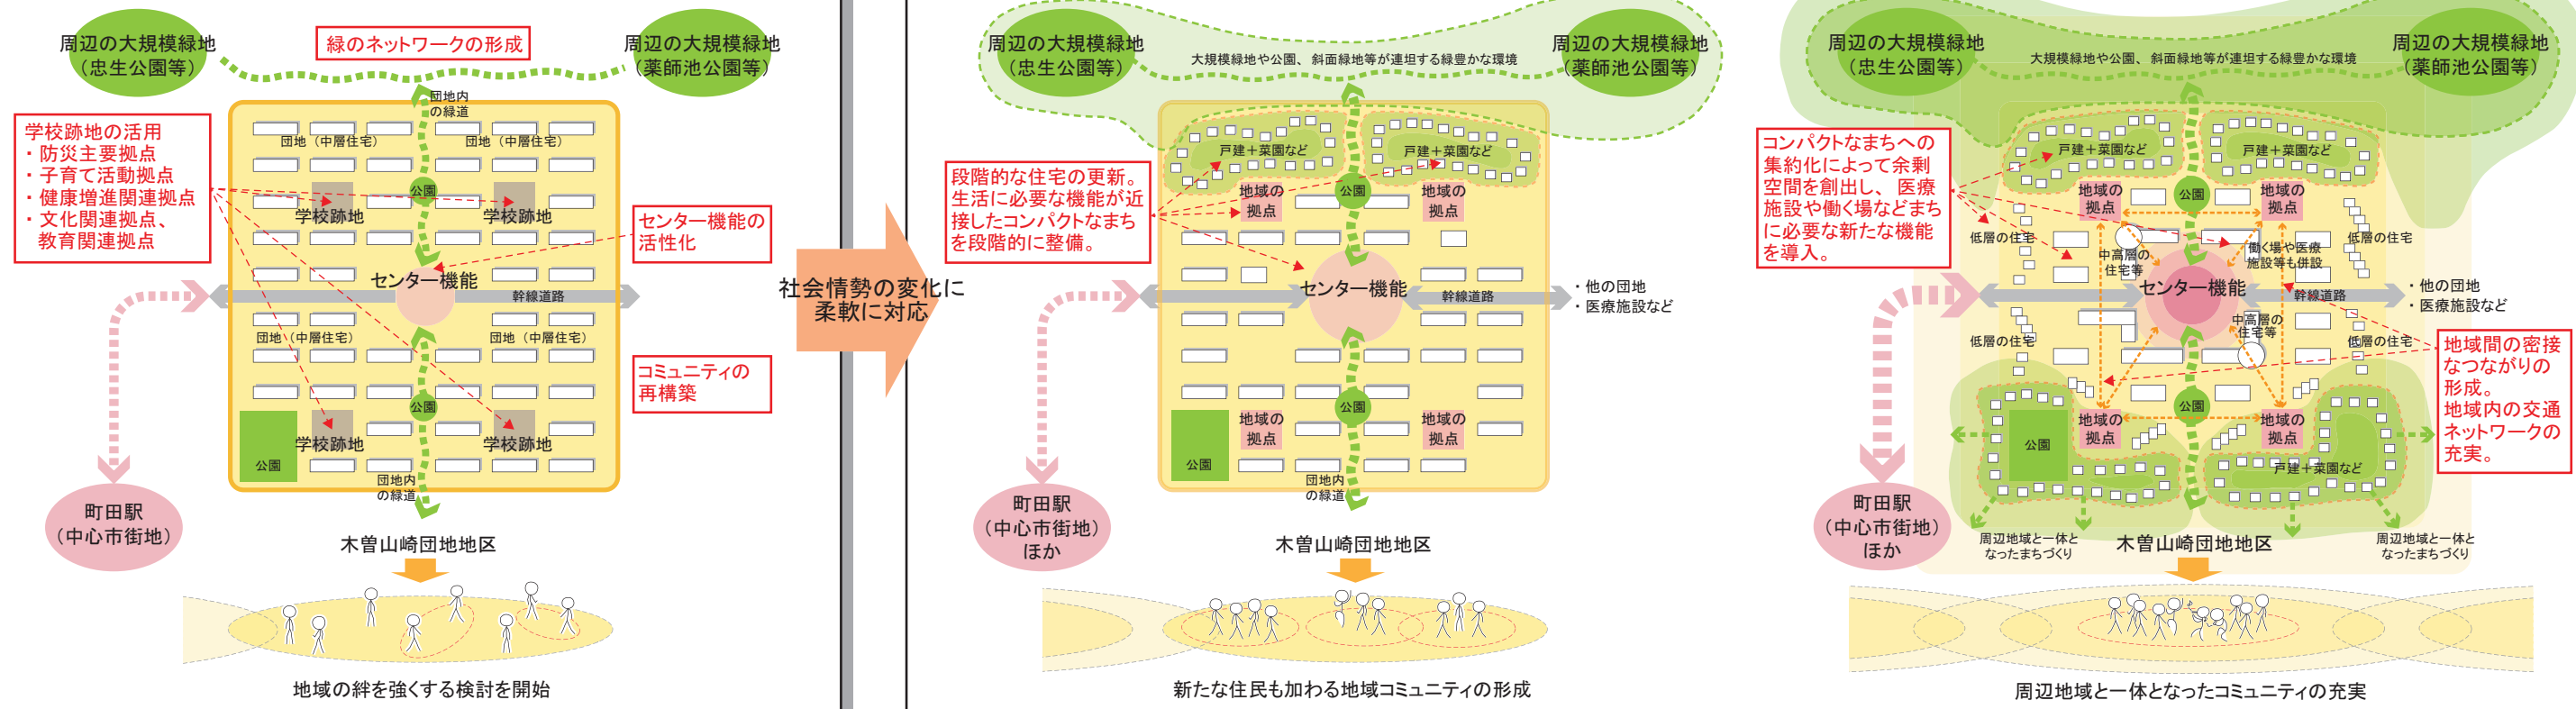 周辺の大規模緑地
（忠生公園等）
緑のネットワークの形成
周辺の大規模緑地
（薬師池公園等）
学校跡地の活用
・防災主要拠点
・子育て活動拠点
・健康増進関連拠点
・文化関連拠点、
教育関連拠点
団地内
の緑道
団地（中層住宅）
団地（中層住宅）
公園
学校跡地
学校跡地
センター機能の
活性化
センター機能
幹線道路
団地（中層住宅）
団地（中層住宅）
コミュニティの
再構築
公園
学校跡地
学校跡地
公園
団地内
の緑道
町田駅
（中心市街地）
木曽山崎団地地区
地域の絆を強くする検討を開始
社会情勢の変化に
柔軟に対応
周辺の大規模緑地
（忠生公園等）
大規模緑地や公園、斜面緑地等が連坦する緑豊かな環境
周辺の大規模緑地
（薬師池公園等）
段階的な住宅の更新。
生活に必要な機能が近
接したコンパクトなまち
を段階的に整備。
戸建＋菜園など
戸建＋菜園など
地域の
拠点
公園
地域の
拠点
センター機能
幹線道路
・他の団地
・医療施設など
公園
地域の
拠点
地域の
拠点
公園
団地内
の緑道
町田駅
（中心市街地）
ほか
木曽山崎団地地区
新たな住民も加わる地域コミュニティの形成
周辺の大規模緑地
（忠生公園等）
大規模緑地や公園、斜面緑地等が連坦する緑豊かな環境
周辺の大規模緑地
（薬師池公園等）
コンパクトなまちへの
集約化によって余剰
空間を創出し、医療
施設や働く場などまち
に必要な新たな機能
を導入。
戸建＋菜園など
戸建＋菜園など
地域の
拠点
公園
地域の
拠点
低層の住宅
低層の住宅
中高層の
住宅等
働く場や医療
施設等も併設
センター機能
幹線道路
・他の団地
・医療施設など
中高層の
住宅等
低層の住宅
低層の住宅
地域間の密接
なつながりの
形成。
地域内の交通
ネットワークの
充実。
公園
地域の
拠点
地域の
拠点
公園
戸建＋菜園など
町田駅
（中心市街地）
ほか
周辺地域と一体と
なったまちづくり
木曽山崎団地地区
周辺地域と一体と
なったまちづくり
周辺地域と一体となったコミュニティの充実